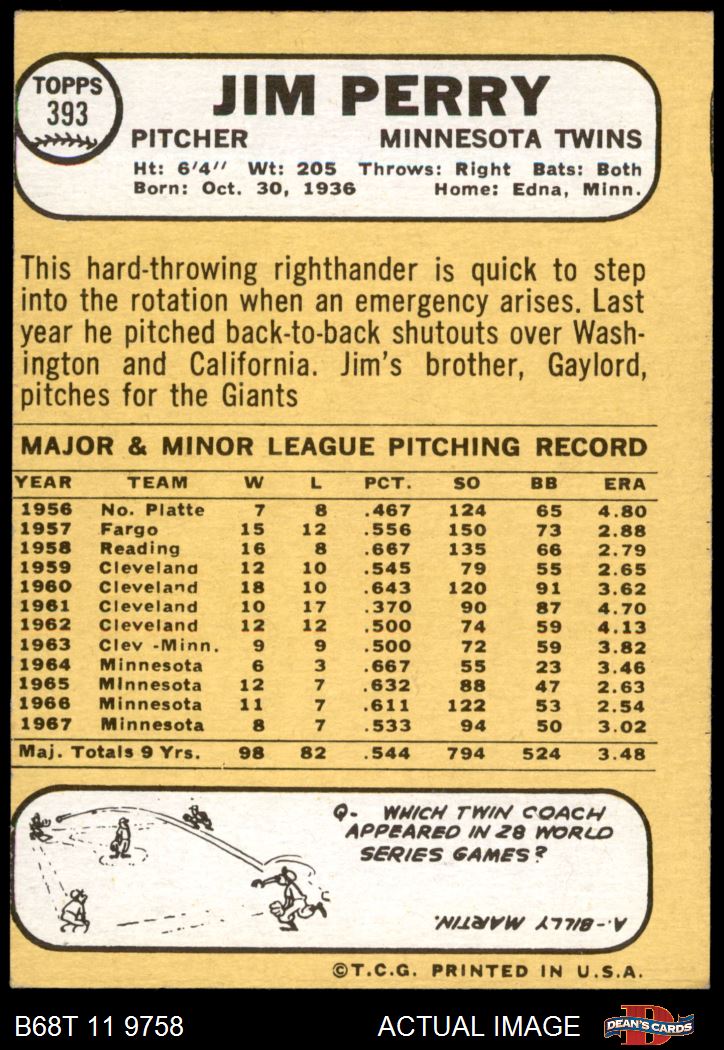 TOPPS
393
JIM PERRY
PITCHER MINNESOTA TWINS
Ht: 6'4" Wt: 205 Throws: Right Bats: Both
Born: Oct. 30, 1936 Home: Edna, Minn.
This hard-throwing righthander is quick to step
into the rotation when an emergency arises. Last
year he pitched back-to-back shutouts over Wash-
ington and California. Jim's brother, Gaylord,
pitches for the Giants
MAJOR & MINOR LEAGUE PITCHING RECORD
YEAR TEAM W L PCT. SO BB ERA
1956 No. Platte 7 8 .467 124 65 4.80
1957 Fargo 15 12 .556 150 73 2.88
1958 Reading 16 8 .667 135 66 2.79
1959 Cleveland 12 10 .545 79 55 2.65
1960 Cleveland 18 10 .643 120 91 3.62
1961 Cleveland 10 17 .370 90 87 4.70
1962 Cleveland 12 12 .500 74 59 4.13
1963 Clev -Minn. 9 9 .500 72 59 3.82
1964 Minnesota 6 3 .667 55 23 3.46
1965 Minnesota 12 7 .632 88 47 2.63
1966 Minnesota 11 7 .611 122 53 2.54
1967 Minnesota 8 7 .533 94 50 3.02
Maj. Totals 9 Yrs. 98 82 .544 794 524 3.48
Q- WHICH TWIN COACH
APPEARED IN 28 WORLD
SERIES GAMES?
A-BILLY MARTIN.
©T.C.G. PRINTED IN U.S.A.
B68T 11 9758 ACTUAL IMAGE DEAN'S CARDS